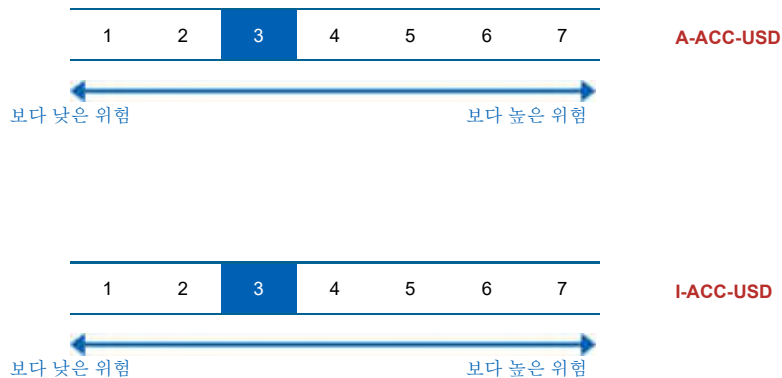 1 2 3 4 5 6 7 A-ACC-USD
보다 낮은 위험 보다 높은 위험
1 2 3 4 5 6 7 I-ACC-USD
보다 낮은 위험 보다 높은 위험